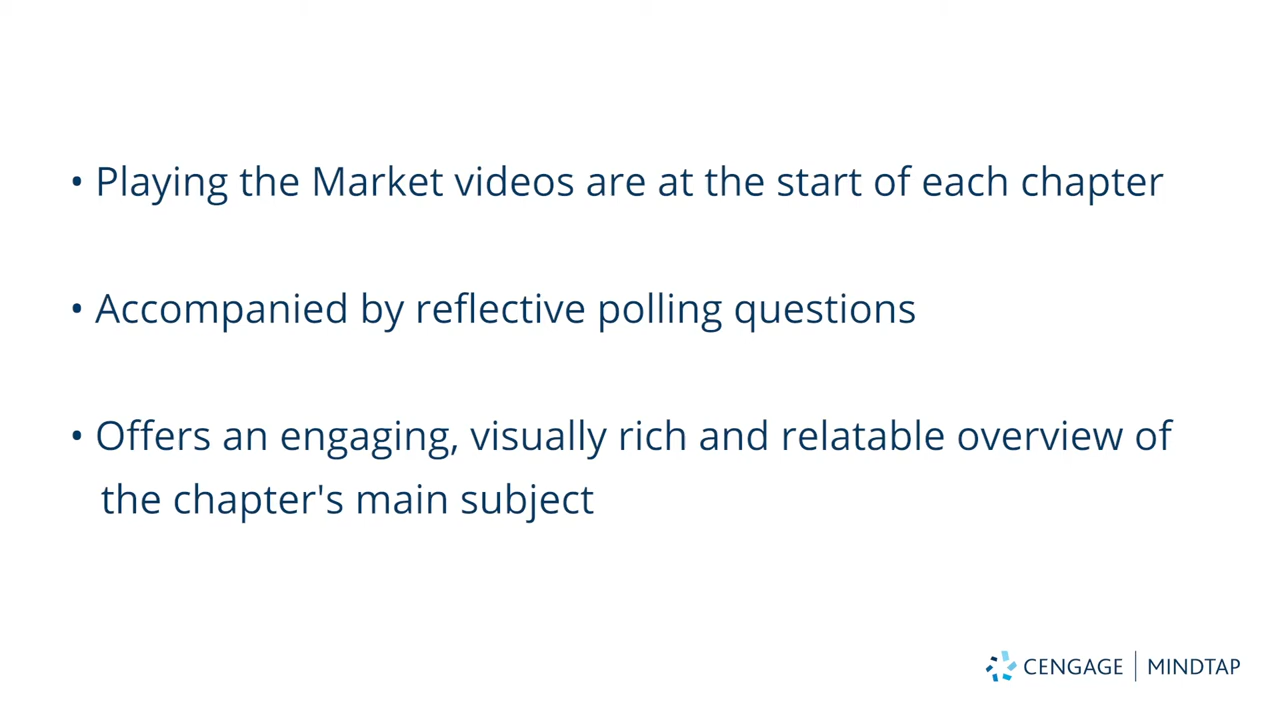 • Playing the Market videos are at the start of each chapter
• Accompanied by reflective polling questions
• Offers an engaging, visually rich and relatable overview of
the chapter's main subject
CENGAGE | MINDTAP